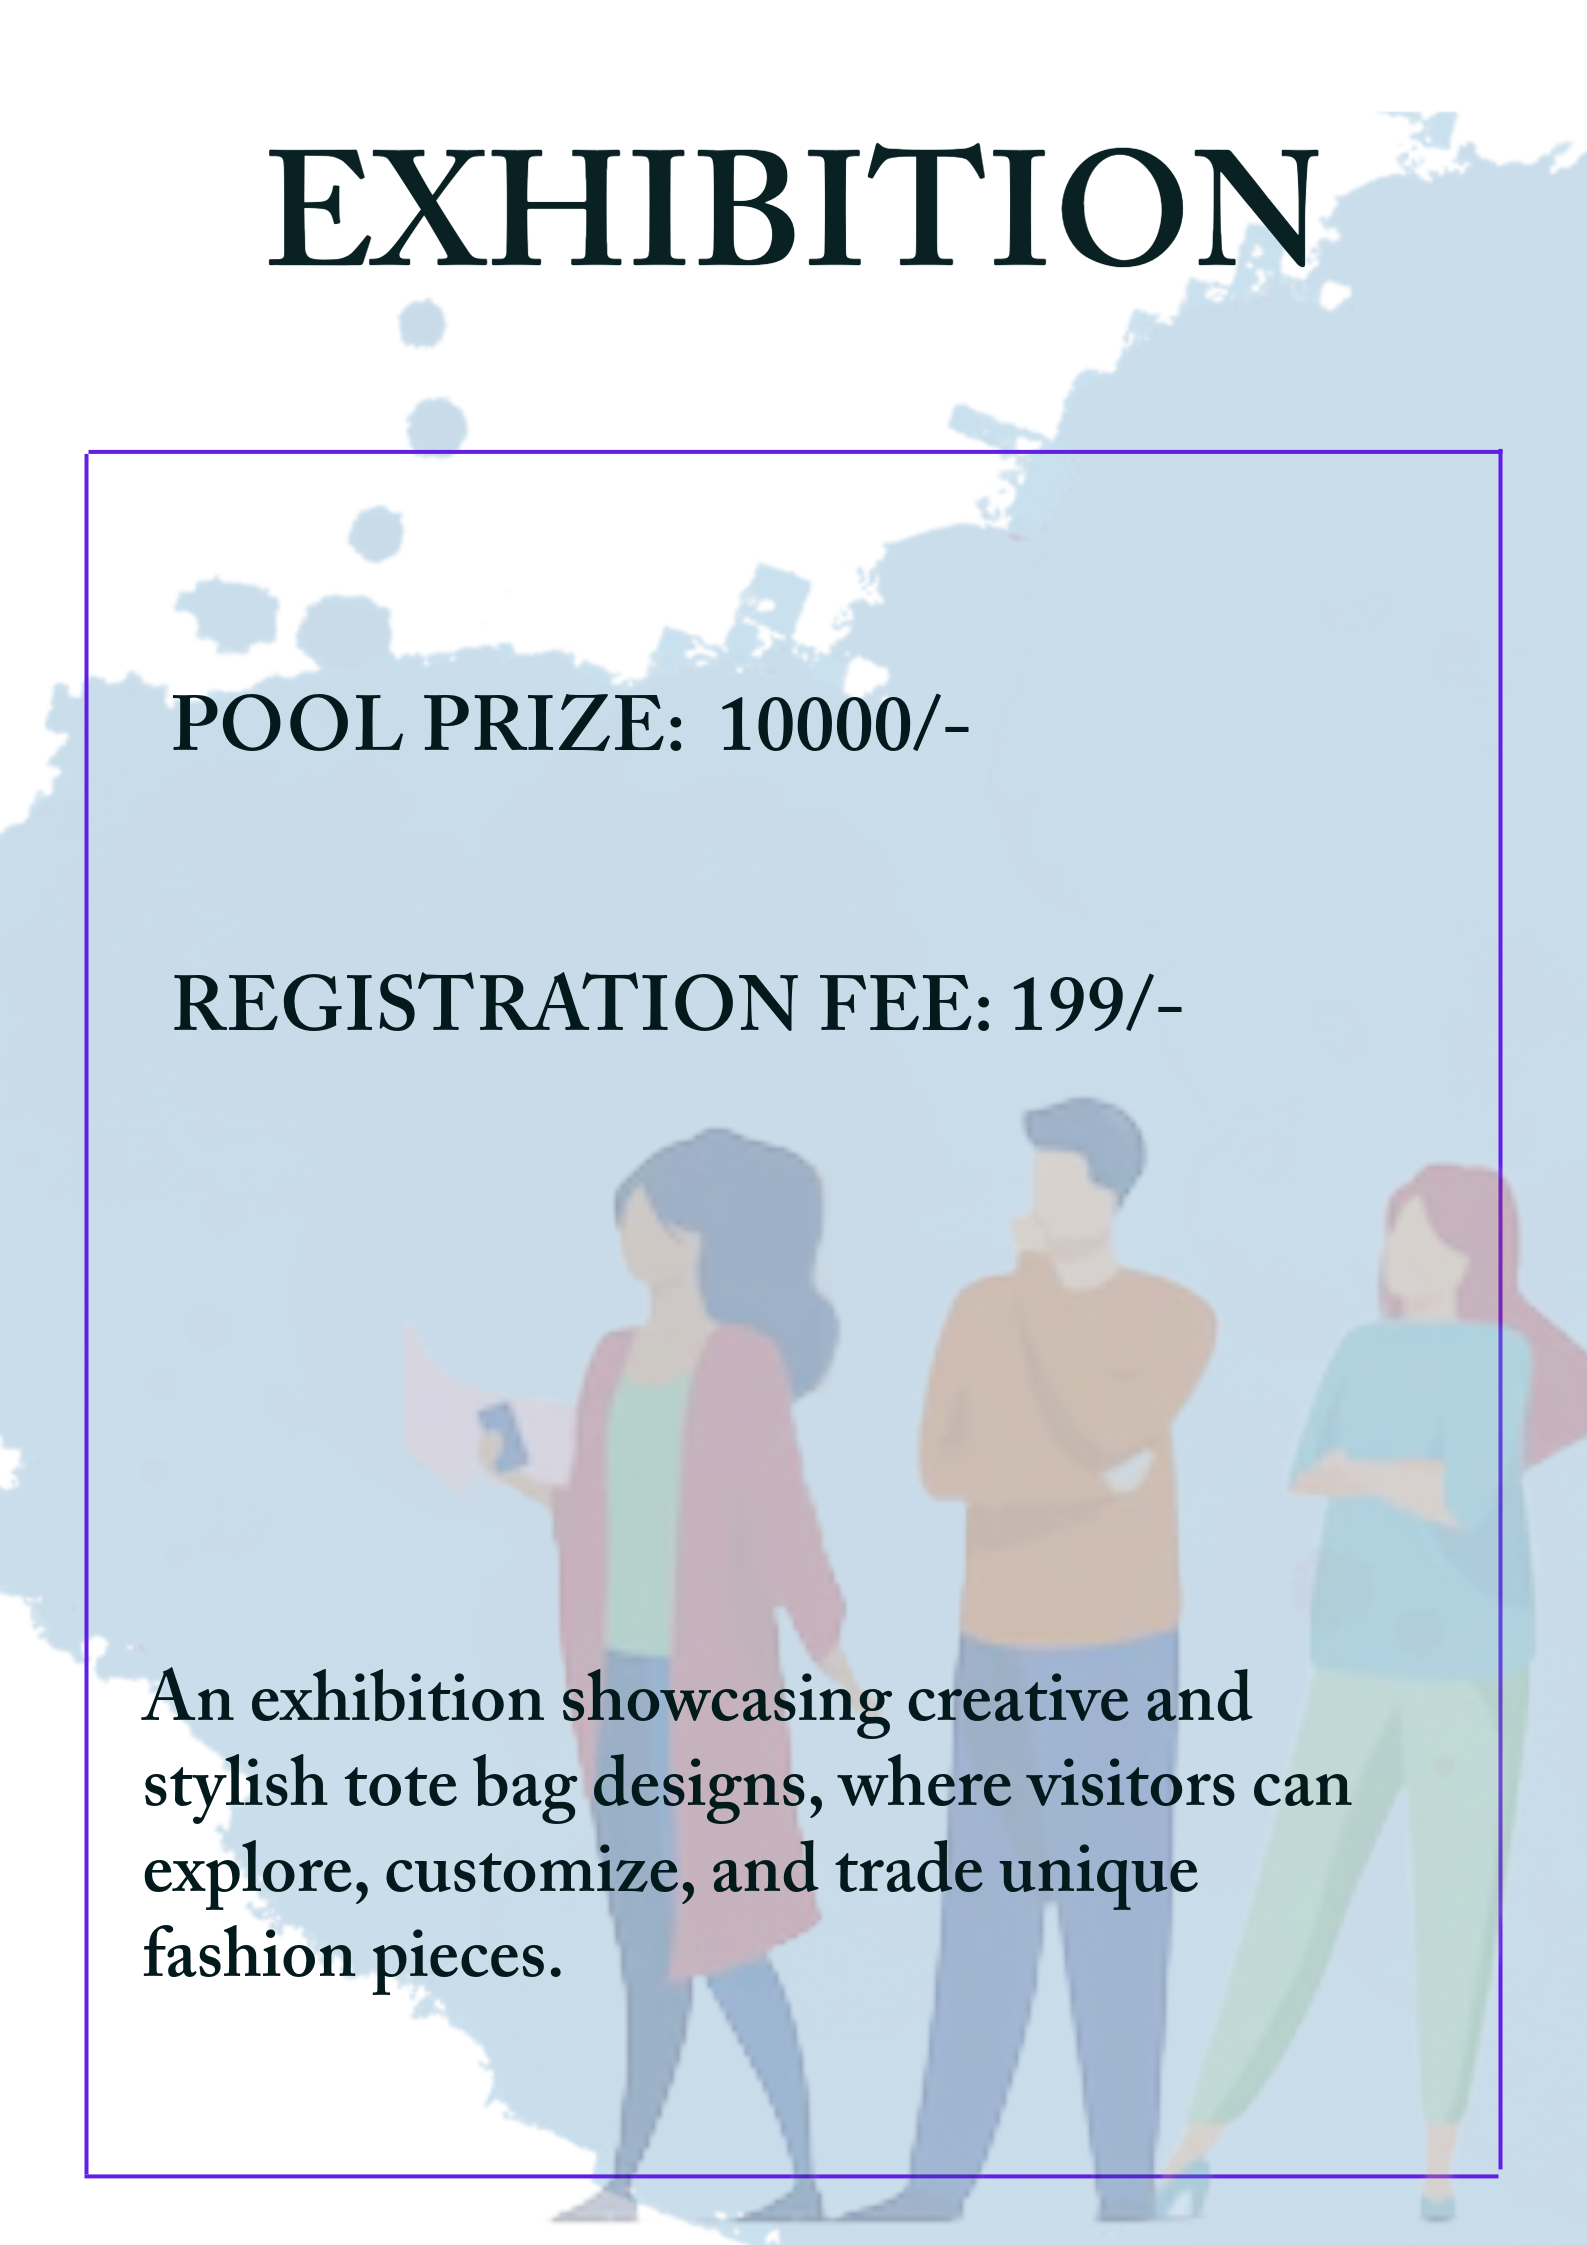 EXHIBITION
POOL PRIZE: 10000/-
REGISTRATION FEE: 199/-
An exhibition showcasing creative and
stylish tote bag designs, where visitors can
explore, customize, and trade unique
fashion pieces.